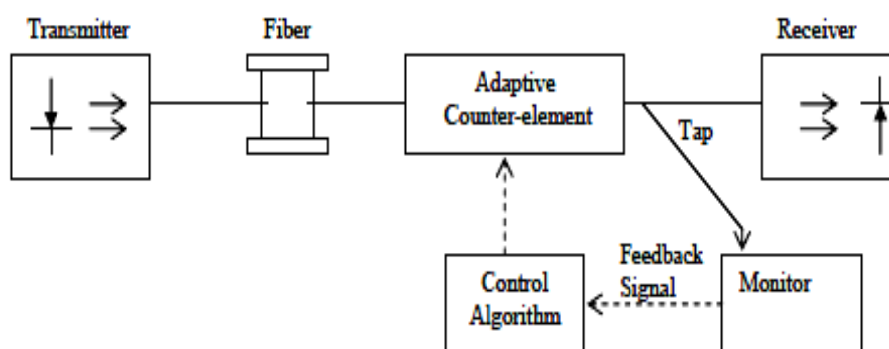 Transmitter
Fiber
Receiver
Adaptive
Counter-element
Tap
Feedback
Signal
Control
Algorithm
Monitor